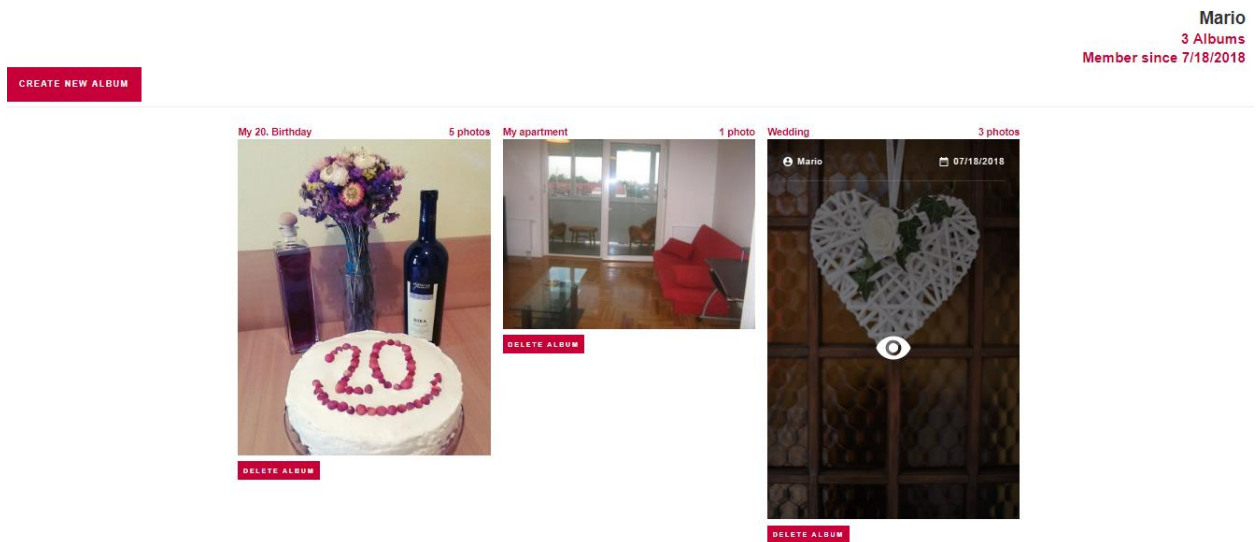 Mario
3 Albums
Member since 7/18/2018
CREATE NEW ALBUM
My 20. Birthday 5 photos
My apartment 1 photo
Wedding 3 photos
Mario 07/18/2018
20
DELETE ALBUM
DELETE ALBUM
DELETE ALBUM